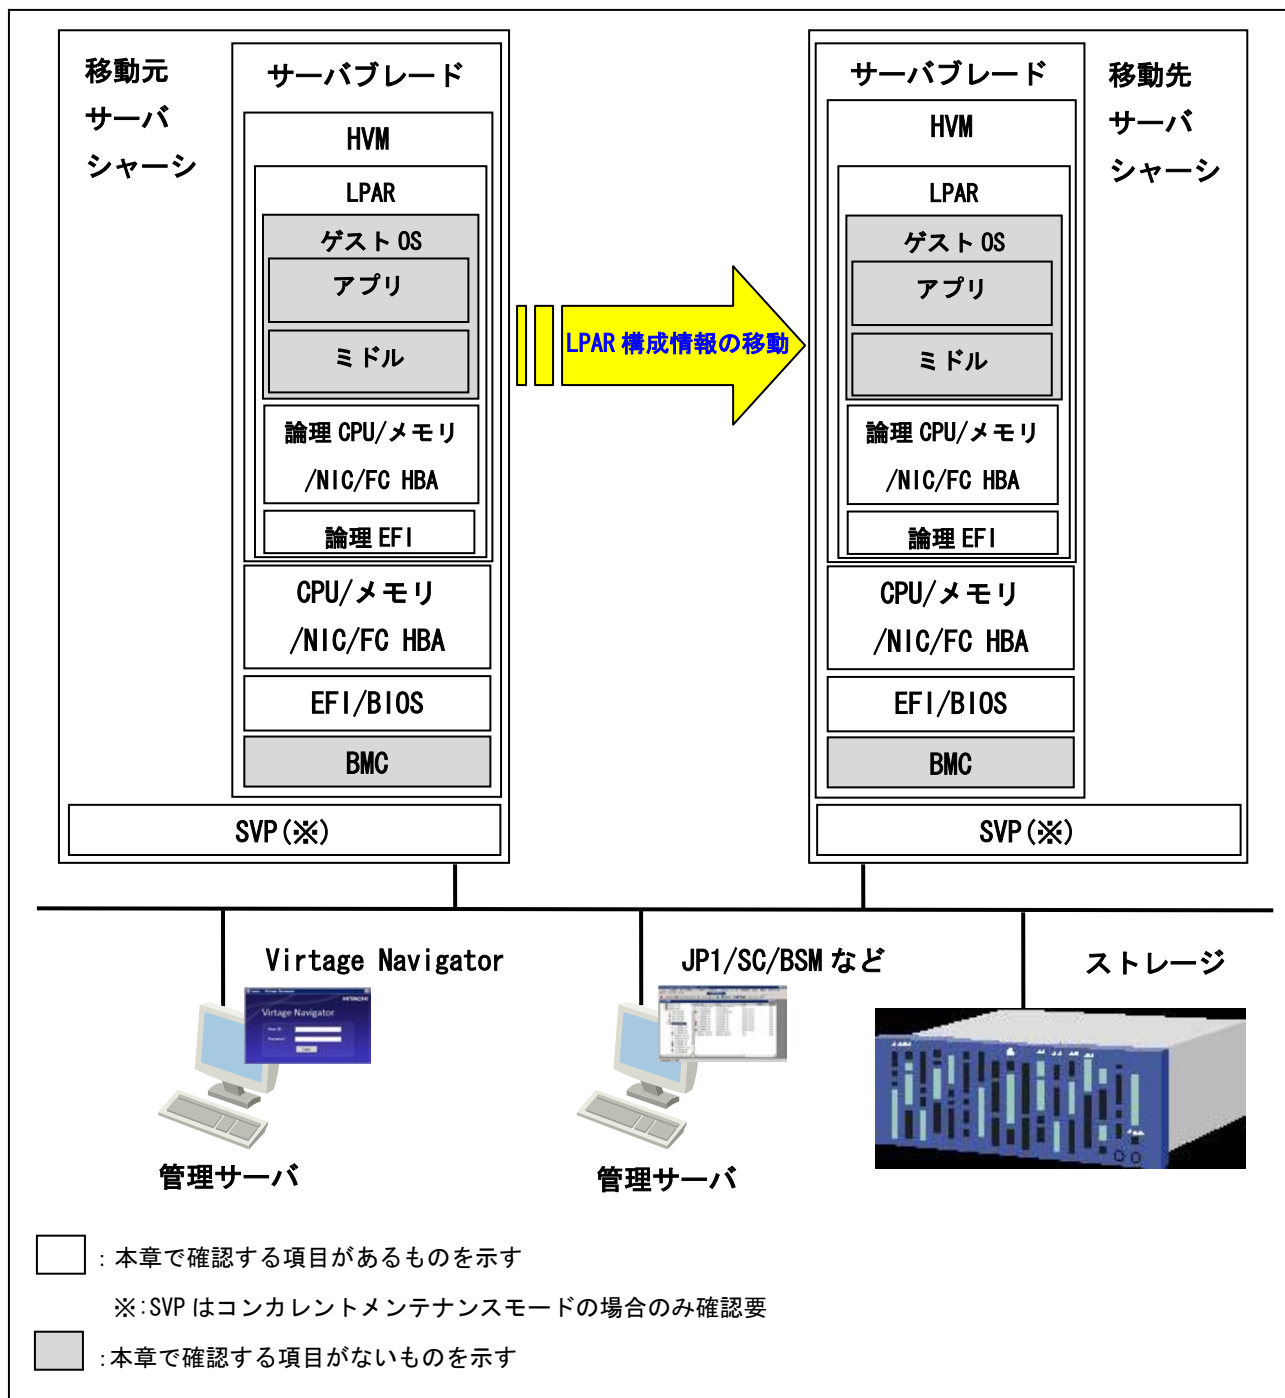 移動元
サーバ
シャーシ
サーバブレード
HVM
LPAR
ゲスト OS
アプリ
ミドル
論理 CPU/メモリ
/NIC/FC HBA
論理 EFI
CPU/メモリ
/NIC/FC HBA
EFI/BIOS
BMC
SVP(※)
LPAR 構成情報の移動
サーバブレード
HVM
LPAR
ゲスト OS
アプリ
ミドル
論理 CPU/メモリ
/NIC/FC HBA
論理 EFI
CPU/メモリ
/NIC/FC HBA
EFI/BIOS
BMC
SVP(※)
移動先
サーバ
シャーシ
Virtage Navigator
HITACHI
Virtage Navigator
管理サーバ
JP1/SC/BSM など
管理サーバ
ストレージ
：本章で確認する項目があるものを示す
※：SVP はコンカレントメンテナンスモードの場合のみ確認要
：本章で確認する項目がないものを示す